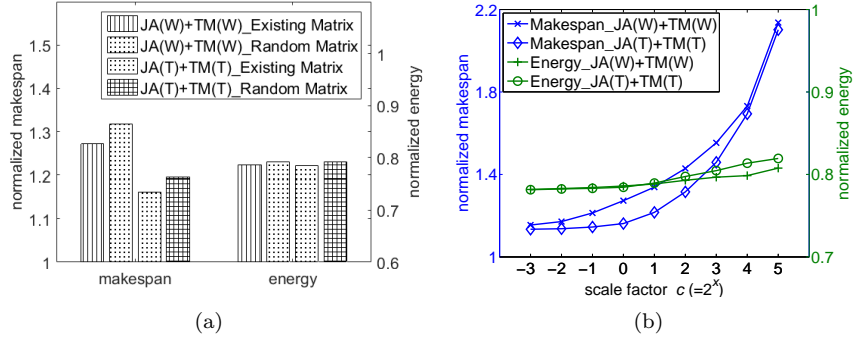 JA(W)+TM(W)_Existing Matrix
JA(W)+TM(W)_Random Matrix
JA(T)+TM(T)_Existing Matrix
JA(T)+TM(T)_Random Matrix
normalized makespan
1.5
1.4
1.3
1.2
1.1
1
normalized energy
1
0.9
0.8
0.7
0.6
makespan
energy
(a)
Makespan_JA(W)+TM(W)
Makespan_JA(T)+TM(T)
Energy_JA(W)+TM(W)
Energy_JA(T)+TM(T)
normalized makespan
2.2
1.8
1.4
1
normalized energy
1
0.9
0.8
0.7
−3 −2 −1 0 1 2 3 4 5
scale factor c (=2^x)
(b)